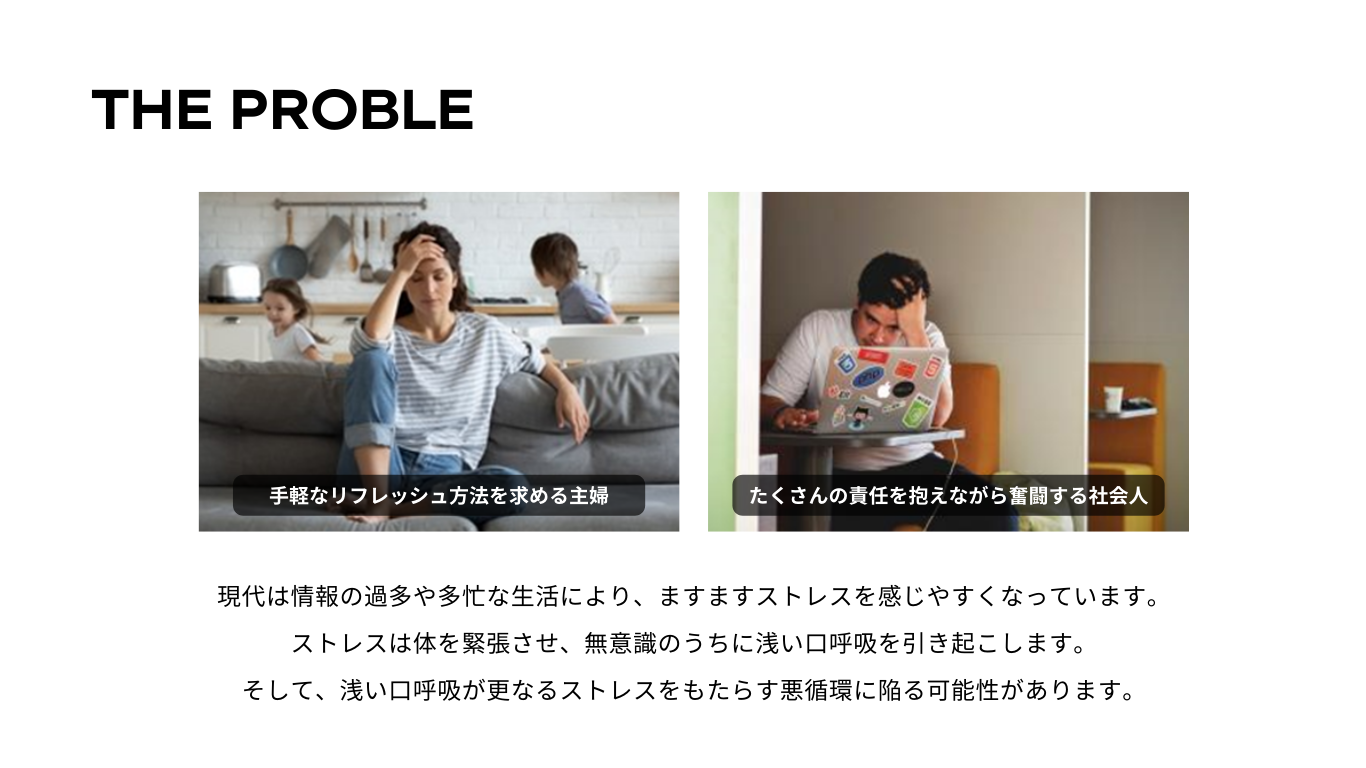 THE PROBLE
php
手軽なリフレッシュ方法を求める主婦
たくさんの責任を抱えながら奮闘する社会人
現代は情報の過多や多忙な生活により、ますますストレスを感じやすくなっています。
ストレスは体を緊張させ、無意識のうちに浅い口呼吸を引き起こします。
そして、浅い口呼吸が更なるストレスをもたらす悪循環に陥る可能性があります。